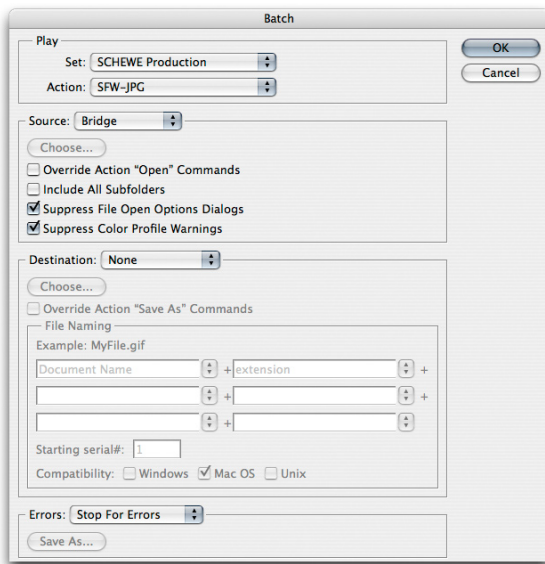 Batch
Play
Set: SCHEWE Production
Action: SFW-JPG
OK
Cancel
Source: Bridge
Choose...
Override Action “Open” Commands
Include All Subfolders
Suppress File Open Options Dialogs
Suppress Color Profile Warnings
Destination: None
Choose...
Override Action “Save As” Commands
File Naming
Example: MyFile.gif
Document Name + extension +
+ +
+
Starting serial#: 1
Compatibility: Windows Mac OS Unix
Errors: Stop For Errors
Save As...